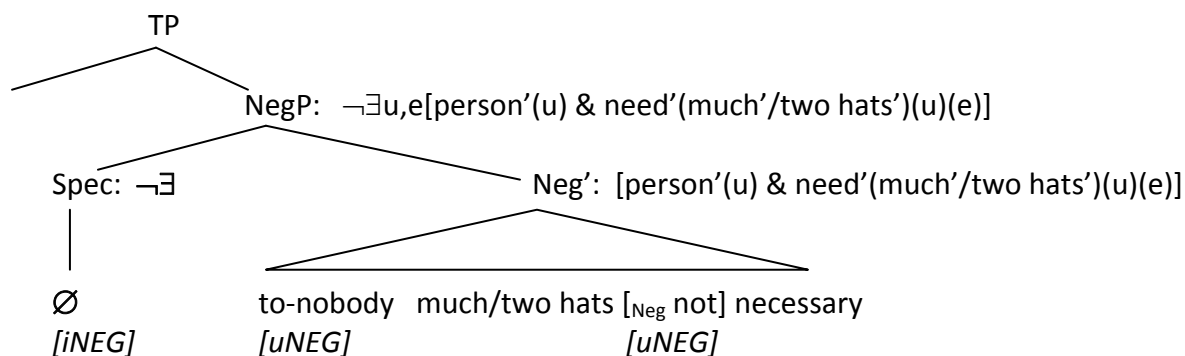 TP
NegP: ¬∃u,e[person’(u) & need’(much’/two hats’)(u)(e)]
Spec: ¬∃ Neg’: [person’(u) & need’(much’/two hats’)(u)(e)]
∅ to-nobody much/two hats [Neg not] necessary
[iNEG] [uNEG] [uNEG]